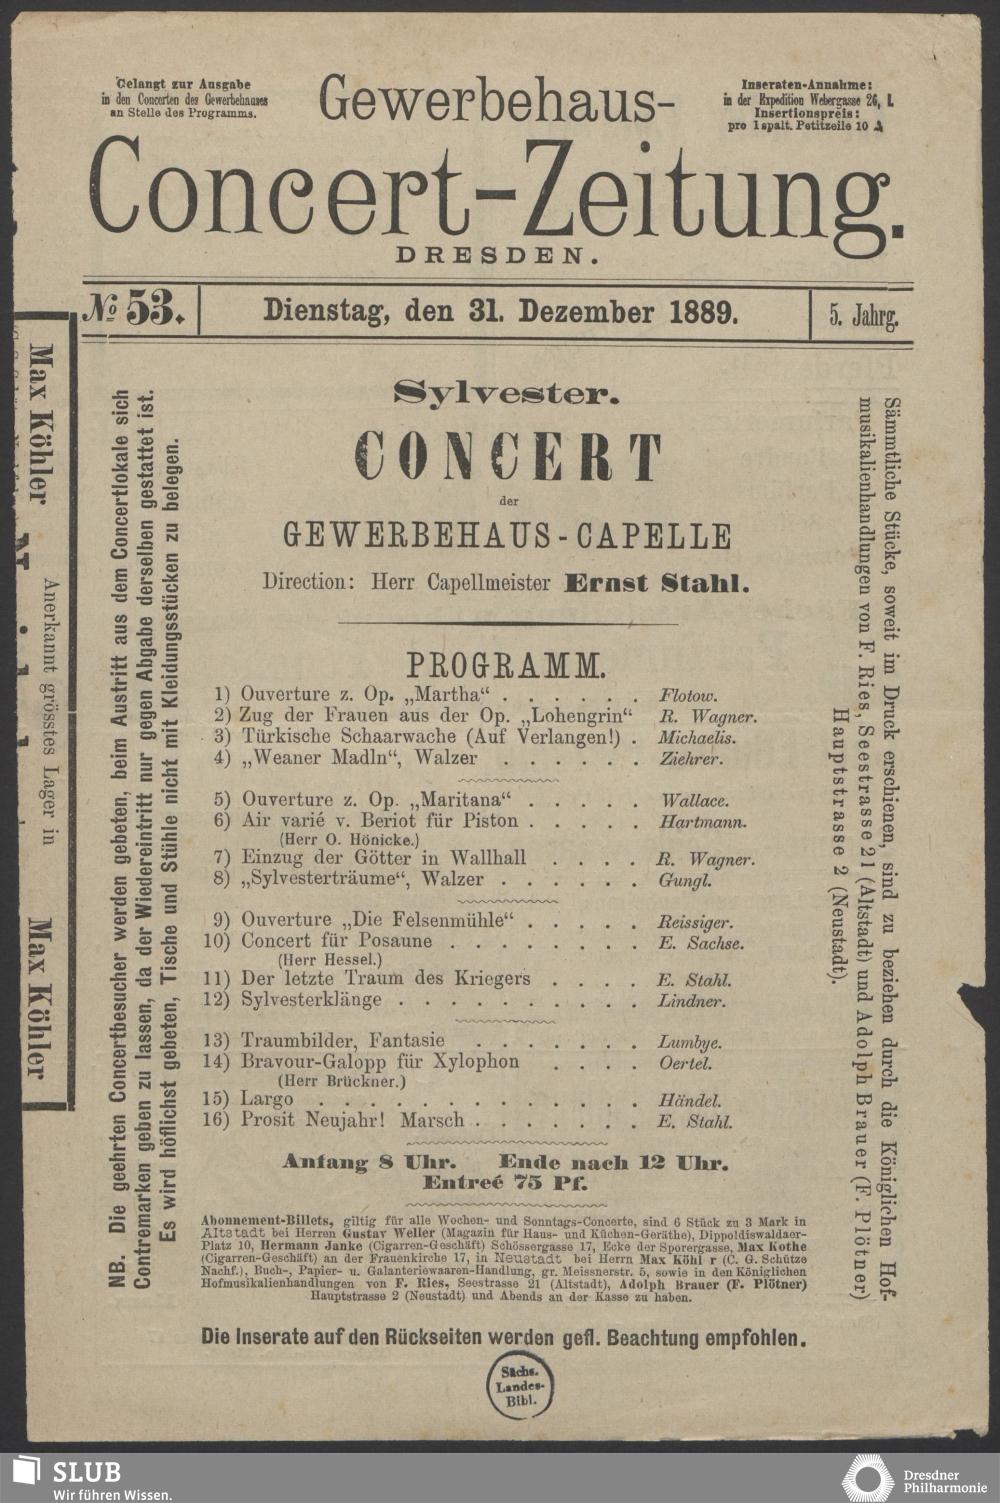 Gelangt zur Ausgabe
in den Concerten des Gewerbehauses
an Stelle des Programms.
Gewerbehaus-
Inseraten-Annahme:
in der Expedition Webergasse 26, I.
Insertionspreis:
pro 1spalt. Petitzeile 10 ₰
Concert-Zeitung.
DRESDEN.
№ 53.
Dienstag, den 31. Dezember 1889.
5. Jahrg.
Max Köhler
Anerkannt grösstes Lager in
Max Köhler
NB. Die geehrten Concertbesucher werden gebeten, beim Austritt aus dem Concertlokale sich
Contremarken geben zu lassen, da der Wiedereintritt nur gegen Abgabe derselben gestattet ist.
Es wird höflichst gebeten, Tische und Stühle nicht mit Kleidungsstücken zu belegen.
Sylvester.
CONCERT
der
GEWERBEHAUS-CAPELLE
Direction: Herr Capellmeister Ernst Stahl.
PROGRAMM.
1) Ouverture z. Op. „Martha“ . . . . . . Flotow.
2) Zug der Frauen aus der Op. „Lohengrin“ R. Wagner.
3) Türkische Schaarwache (Auf Verlangen!) . Michaelis.
4) „Weaner Madln“, Walzer . . . . . . Ziehrer.
5) Ouverture z. Op. „Maritana“ . . . . . Wallace.
6) Air varié v. Beriot für Piston . . . . . Hartmann.
(Herr O. Hönicke.)
7) Einzug der Götter in Wallhall . . . . R. Wagner.
8) „Sylvesterträume“, Walzer . . . . . . Gungl.
9) Ouverture „Die Felsenmühle“ . . . . . Reissiger.
10) Concert für Posaune . . . . . . . . E. Sachse.
(Herr Hessel.)
11) Der letzte Traum des Kriegers . . . . E. Stahl.
12) Sylvesterklänge . . . . . . . . . . Lindner.
13) Traumbilder, Fantasie . . . . . . . Lumbye.
14) Bravour-Galopp für Xylophon . . . . Oertel.
(Herr Brückner.)
15) Largo . . . . . . . . . . . . . Händel.
16) Prosit Neujahr! Marsch . . . . . . . E. Stahl.
Anfang 8 Uhr. Ende nach 12 Uhr.
Entreé 75 Pf.
Abonnement-Billets, giltig für alle Wochen- und Sonntags-Concerte, sind 6 Stück zu 3 Mark in
Altstadt bei Herren Gustav Weller (Magazin für Haus- und Küchen-Geräthe), Dippoldiswaldaer-
Platz 10, Hermann Janke (Cigarren-Geschäft) Schössergasse 17, Ecke der Sporergasse, Max Kothe
(Cigarren-Geschäft) an der Frauenkirche 17, in Neustadt bei Herrn Max Köhl r (C. G. Schütze
Nachf.), Buch-, Papier- u. Galanteriewaaren-Handlung, gr. Meissnerstr. 5, sowie in den Königlichen
Hofmusikalienhandlungen von F. Ries, Seestrasse 21 (Altstadt), Adolph Brauer (F. Plötner)
Hauptstrasse 2 (Neustadt) und Abends an der Kasse zu haben.
Die Inserate auf den Rückseiten werden gefl. Beachtung empfohlen.
Sämmtliche Stücke, soweit im Druck erschienen, sind zu beziehen durch die Königlichen Hof-
musikalienhandlungen von F. Ries, Seestrasse 21 (Altstadt) und Adolph Brauer (F. Plötner)
Hauptstrasse 2 (Neustadt).
Sächs.
Landes-
Bibl.
SLUB
Wir führen Wissen.
Dresdner
Philharmonie